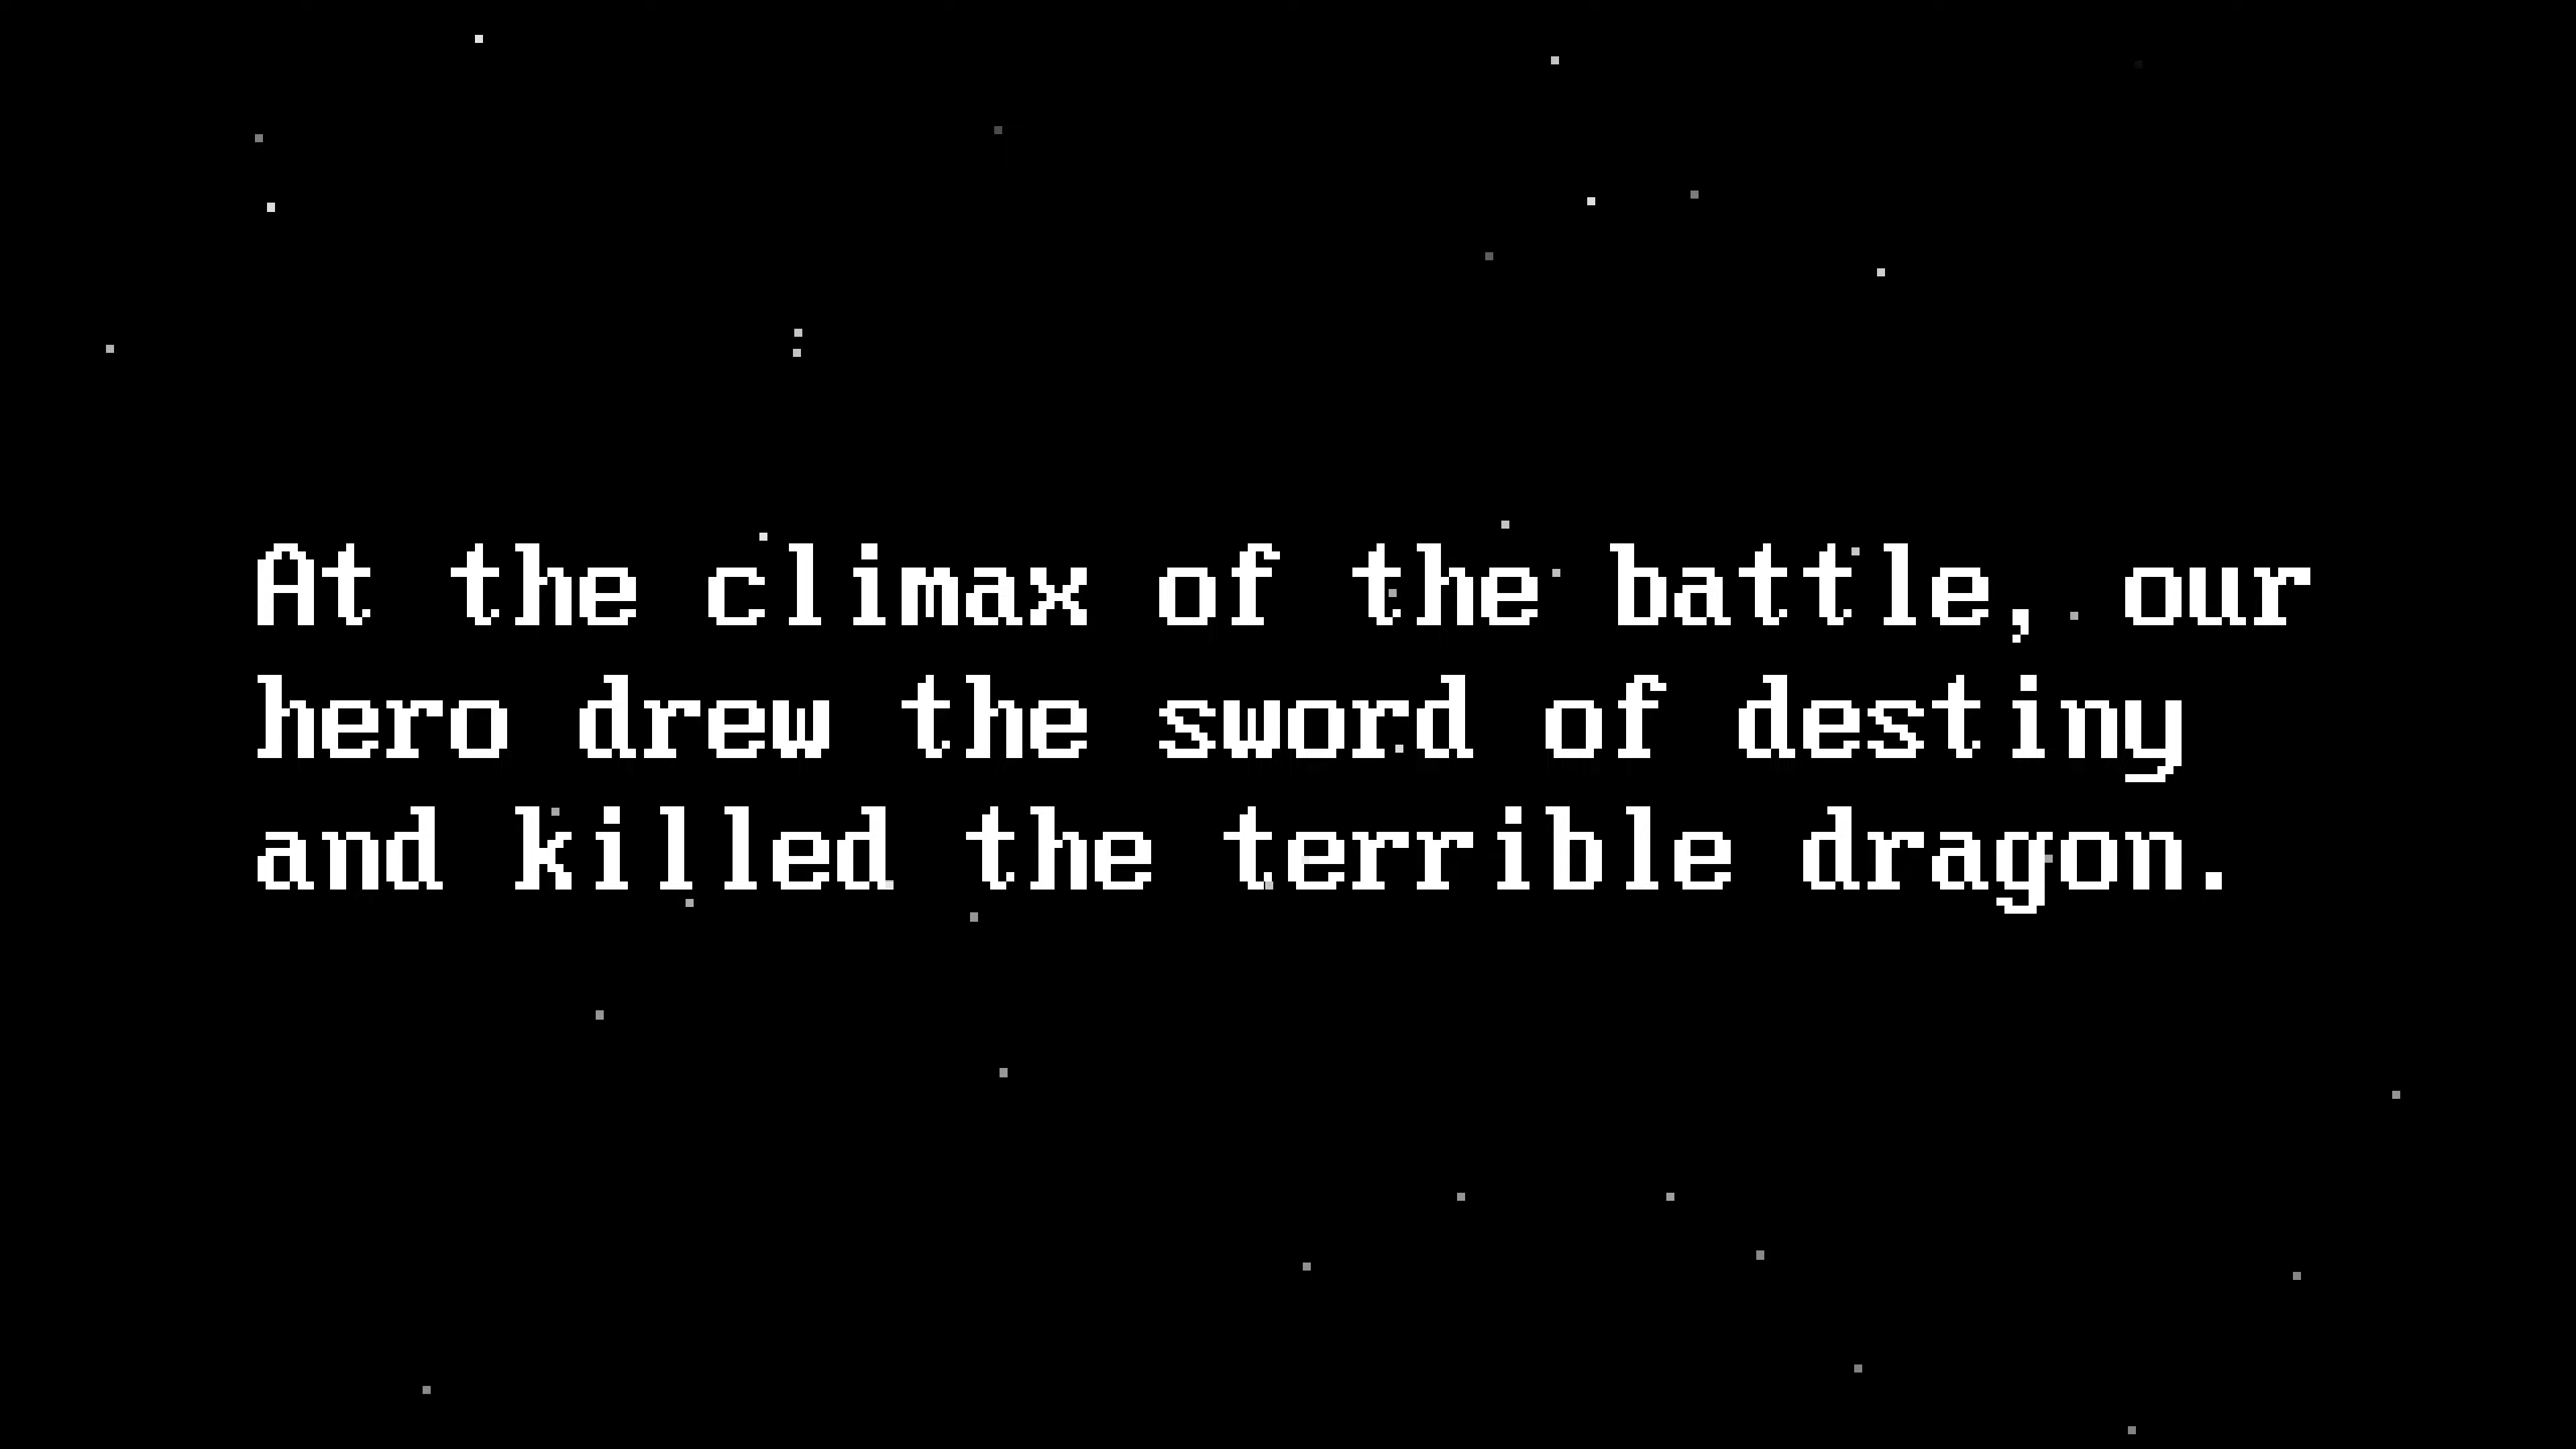 At the climax of the battle, our
hero drew the sword of destiny
and killed the terrible dragon.